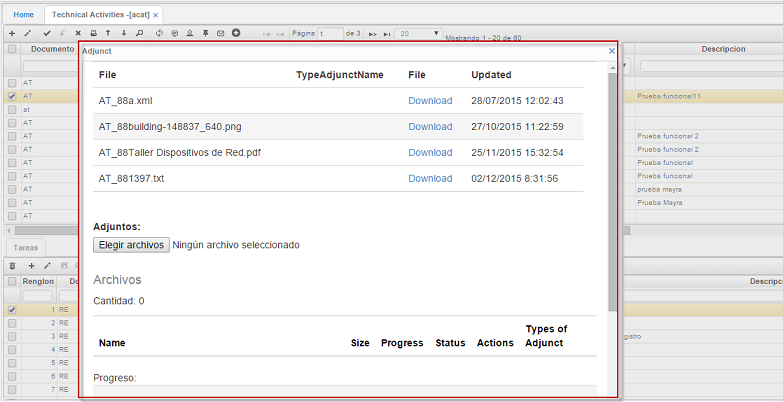 Home
Technical Activities -[acat] ×
Página 1 de 3 20 Mostrando 1 - 20 de 60
Adjunct ×
Documento
Descripcion
File TypeAdjunctName File Updated
AT_88a.xml Download 28/07/2015 12:02:43
AT_88building-148837_640.png Download 27/10/2015 11:22:59
AT_88Taller Dispositivos de Red.pdf Download 25/11/2015 15:32:54
AT_881397.txt Download 02/12/2015 8:31:56
AT
AT Prueba funcional11
at
AT
AT Prueba funcional 2
AT Prueba funcional 2
AT Prueba funcional
AT Prueba funcional
AT prueba mayra
AT Prueba Mayra
AT
Adjuntos:
Elegir archivos Ningún archivo seleccionado
Tareas
Archivos
Cantidad: 0
Renglon Do Descripc
Name Size Progress Status Actions Types of
Adjunct
1 RE
2 RE
3 RE gistro
4 RE
5 RE
6 RE
7 RE
Progreso: